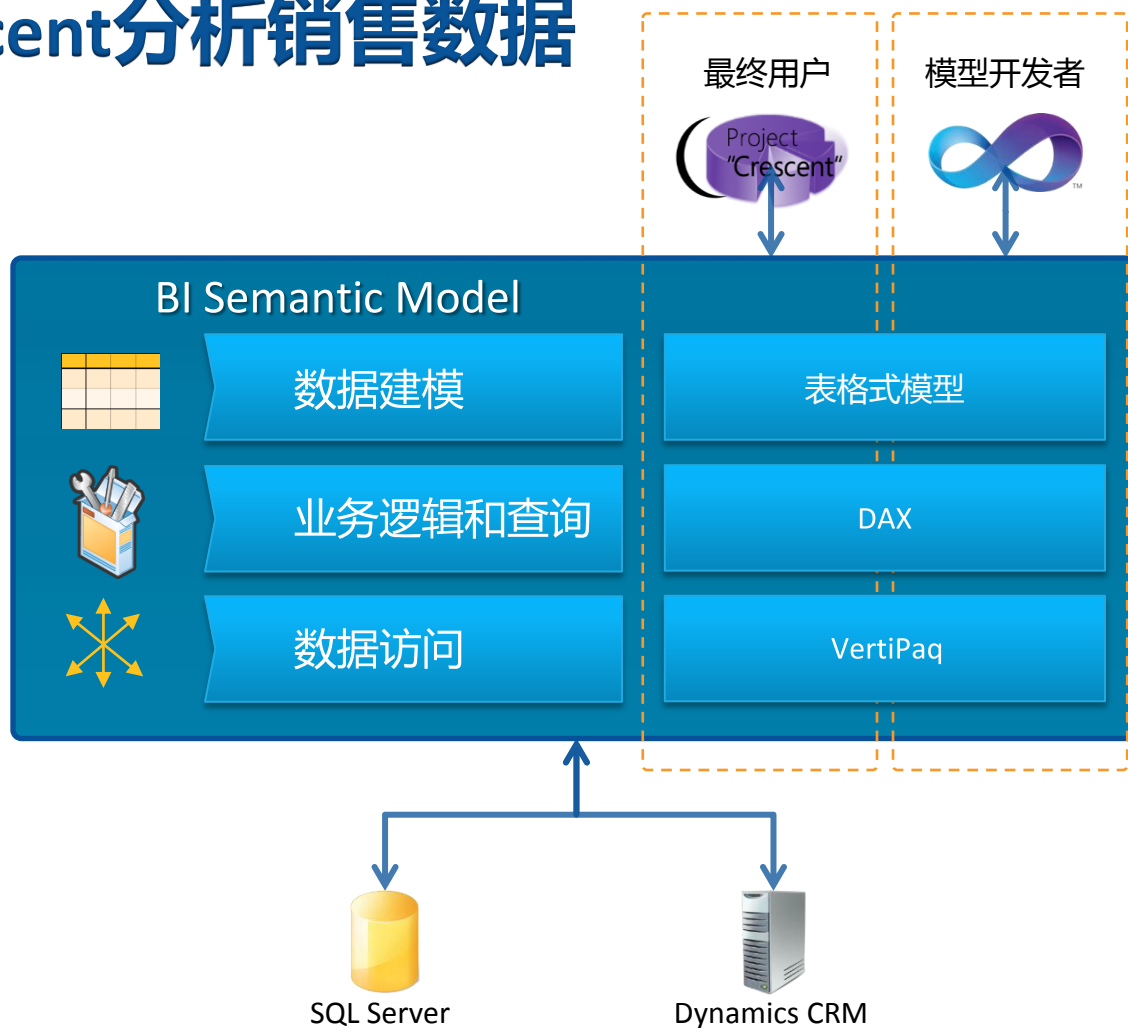 cent分析销售数据
最终用户
模型开发者
Project
"Crescent"
TM
BI Semantic Model
数据建模
表格式模型
业务逻辑和查询
DAX
数据访问
VertiPaq
SQL Server
Dynamics CRM